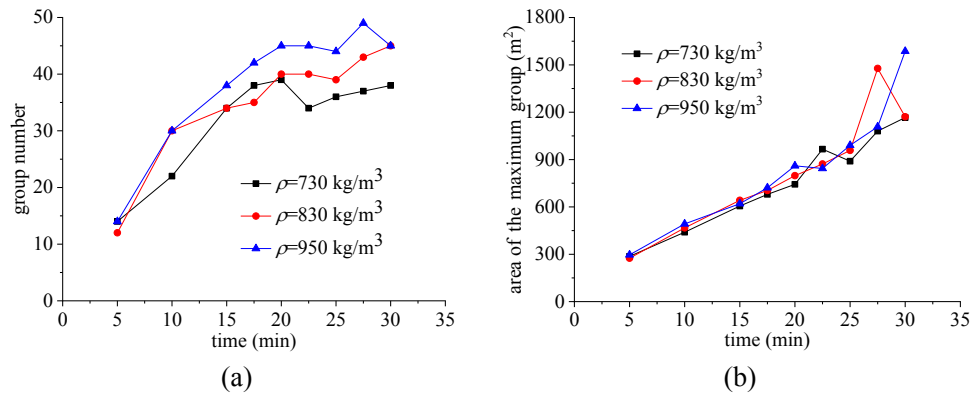 50
40
30
20
10
0
group number
ρ=730 kg/m³
ρ=830 kg/m³
ρ=950 kg/m³
0 5 10 15 20 25 30 35
time (min)
(a)
1800
1500
1200
900
600
300
0
area of the maximum group (m²)
ρ=730 kg/m³
ρ=830 kg/m³
ρ=950 kg/m³
0 5 10 15 20 25 30 35
time (min)
(b)